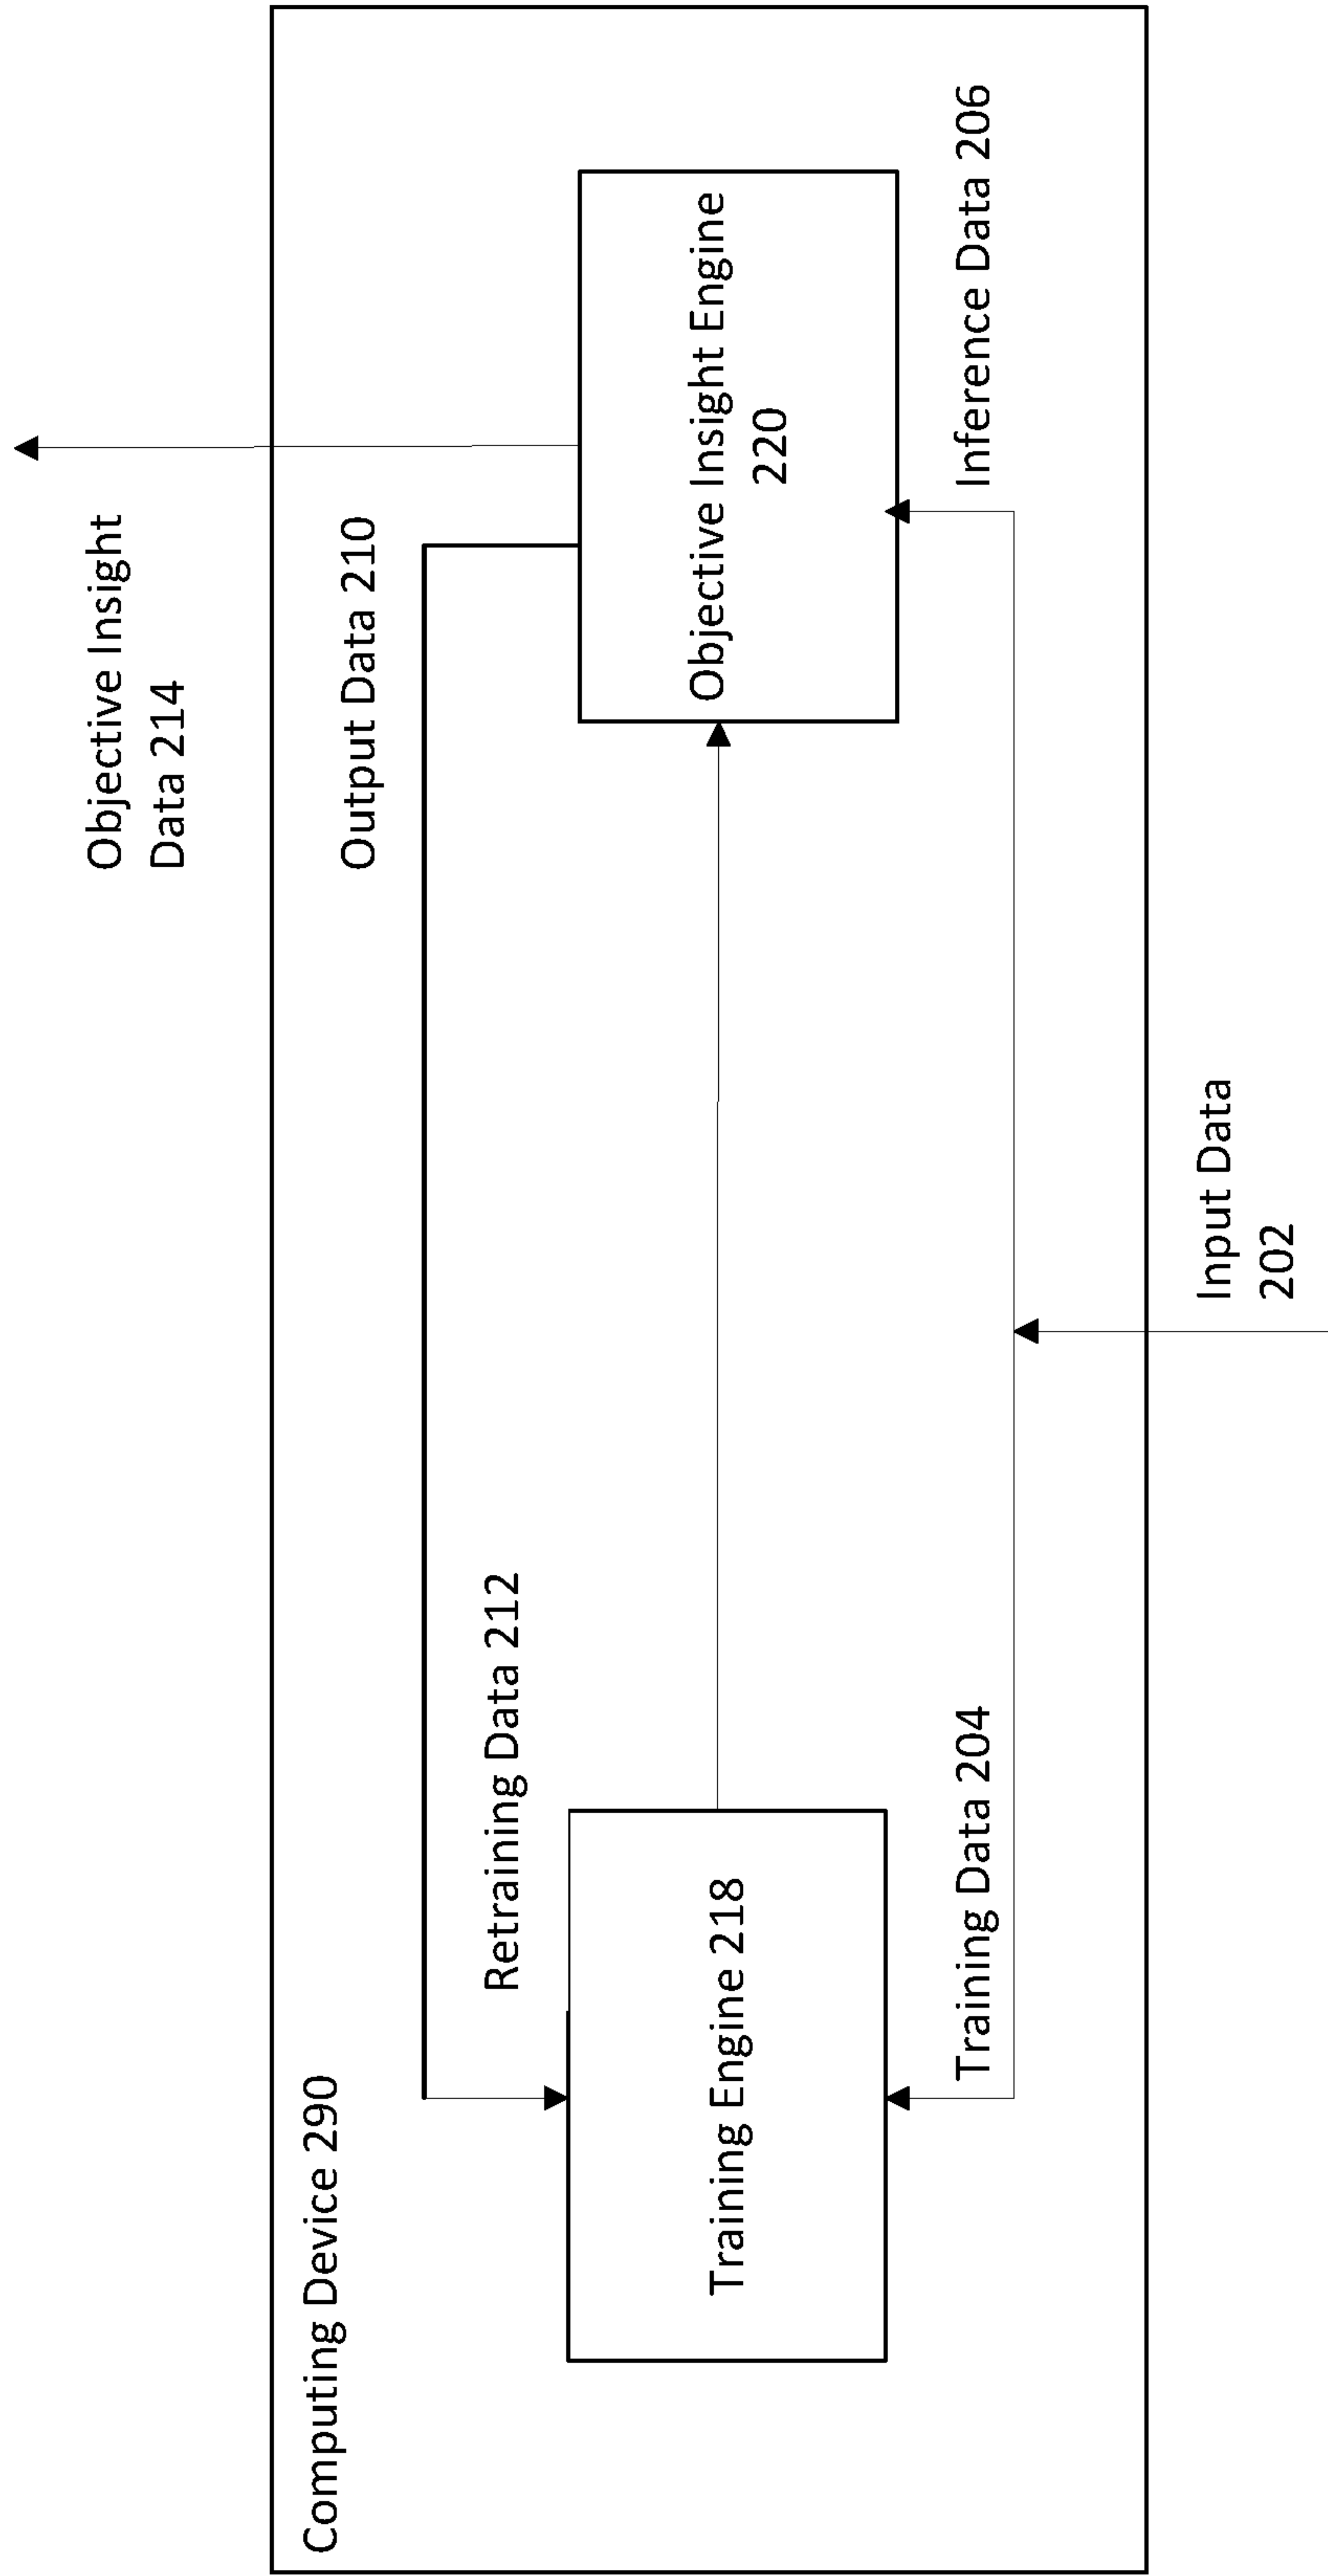 Objective Insight
Data 214
Computing Device 290
Output Data 210
Retraining Data 212
Training Engine 218
Objective Insight Engine
220
Training Data 204
Inference Data 206
Input Data
202